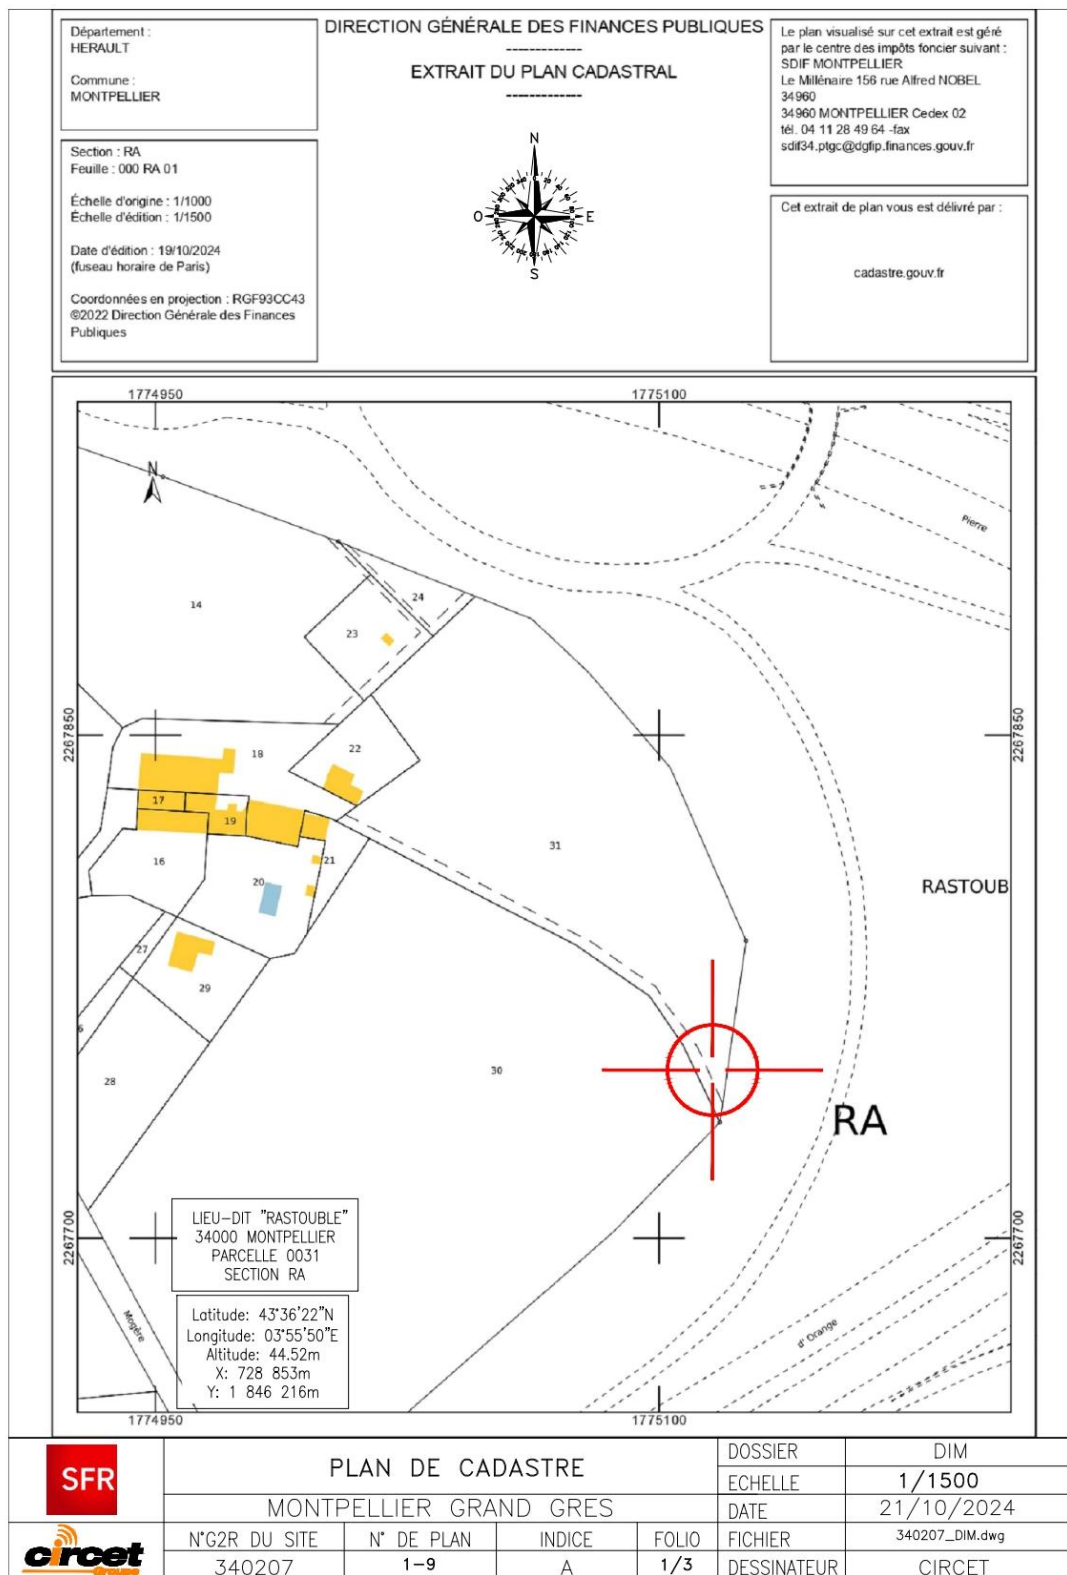 Département :
HERAULT
Commune :
MONTPELLIER
Section : RA
Feuille : 000 RA 01
Échelle d'origine : 1/1000
Échelle d'édition : 1/1500
Date d'édition : 19/10/2024
(fuseau horaire de Paris)
Coordonnées en projection : RGF93CC43
©2022 Direction Générale des Finances
Publiques
DIRECTION GÉNÉRALE DES FINANCES PUBLIQUES
-------------
EXTRAIT DU PLAN CADASTRAL
-------------
N
O
E
S
Le plan visualisé sur cet extrait est géré
par le centre des impôts foncier suivant :
SDIF MONTPELLIER
Le Millénaire 156 rue Alfred NOBEL
34960
34960 MONTPELLIER Cedex 02
tél. 04 11 28 49 64 -fax
sdif34.ptgc@dgfip.finances.gouv.fr
Cet extrait de plan vous est délivré par :
cadastre.gouv.fr
1774950
1775100
N
Pierre
14
24
23
2267850
2267850
22
18
17
19
31
16
21
20
RASTOUB
27
29
6
30
28
RA
2267700
2267700
LIEU-DIT "RASTOUBLE"
34000 MONTPELLIER
PARCELLE 0031
SECTION RA
Latitude: 43°36'22"N
Longitude: 03°55'50"E
Altitude: 44.52m
X: 728 853m
Y: 1 846 216m
Mogère
d' Orange
1774950
1775100
SFR
circet
Groupe
PLAN DE CADASTRE
MONTPELLIER GRAND GRES
N°G2R DU SITE
N° DE PLAN
INDICE
FOLIO
340207
1-9
A
1/3
DOSSIER
DIM
ECHELLE
1/1500
DATE
21/10/2024
FICHIER
340207_DIM.dwg
DESSINATEUR
CIRCET